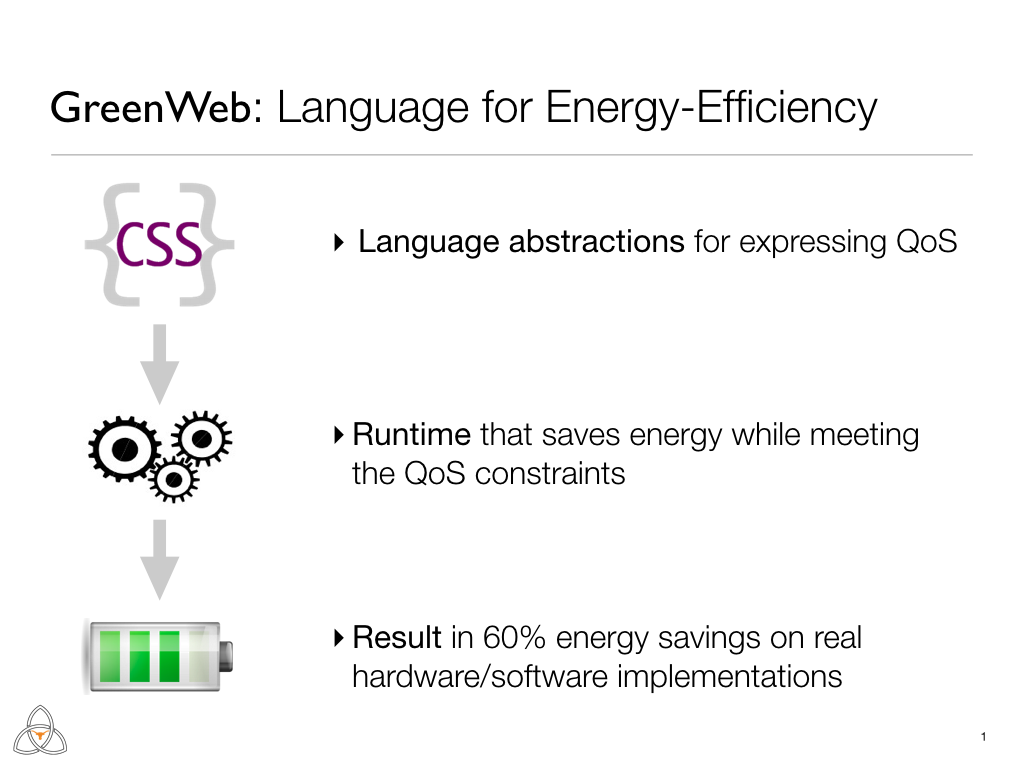 GreenWeb: Language for Energy-Efficiency
{CSS}
‣ Language abstractions for expressing QoS
‣ Runtime that saves energy while meeting
the QoS constraints
‣ Result in 60% energy savings on real
hardware/software implementations
1